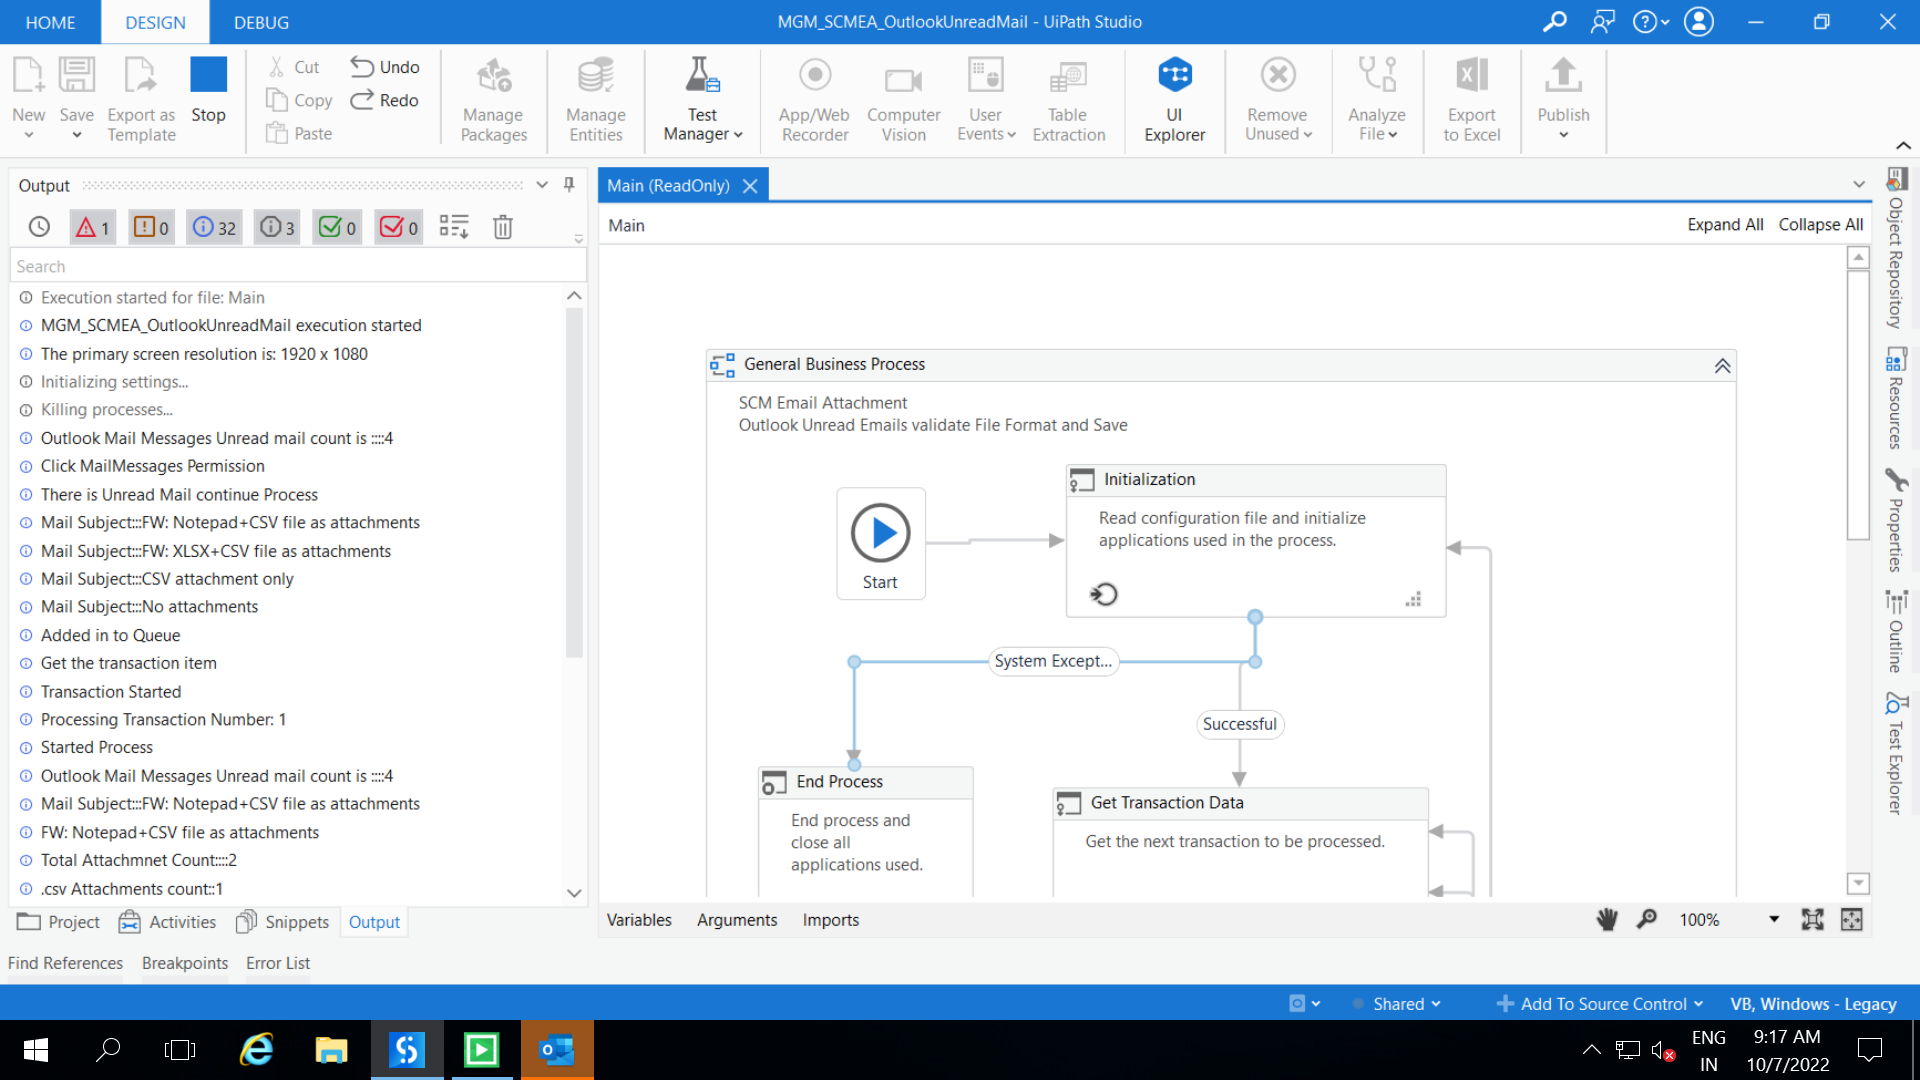 HOME DESIGN DEBUG MGM_SCMEA_OutlookUnreadMail - UiPath Studio
New Save Export as Template Stop
Cut Undo
Copy Redo
Paste
Manage Packages
Manage Entities
Test Manager
App/Web Recorder
Computer Vision
User Events
Table Extraction
UI Explorer
Remove Unused
Analyze File
Export to Excel
Publish
Output
1 0 32 3 0 0
Search
Execution started for file: Main
MGM_SCMEA_OutlookUnreadMail execution started
The primary screen resolution is: 1920 x 1080
Initializing settings...
Killing processes...
Outlook Mail Messages Unread mail count is ::::4
Click MailMessages Permission
There is Unread Mail continue Process
Mail Subject:::FW: Notepad+CSV file as attachments
Mail Subject:::FW: XLSX+CSV file as attachments
Mail Subject:::CSV attachment only
Mail Subject:::No attachments
Added in to Queue
Get the transaction item
Transaction Started
Processing Transaction Number: 1
Started Process
Outlook Mail Messages Unread mail count is ::::4
Mail Subject:::FW: Notepad+CSV file as attachments
FW: Notepad+CSV file as attachments
Total Attachmnet Count::::2
.csv Attachments count::1
Project Activities Snippets Output
Find References Breakpoints Error List
Main (ReadOnly)
Main Expand All Collapse All
General Business Process
SCM Email Attachment
Outlook Unread Emails validate File Format and Save
Start
Initialization
Read configuration file and initialize
applications used in the process.
System Except...
Successful
End Process
End process and
close all
applications used.
Get Transaction Data
Get the next transaction to be processed.
Variables Arguments Imports 100%
Object Repository
Resources
Properties
Outline
Test Explorer
Shared Add To Source Control VB, Windows - Legacy
ENG 9:17 AM
IN 10/7/2022